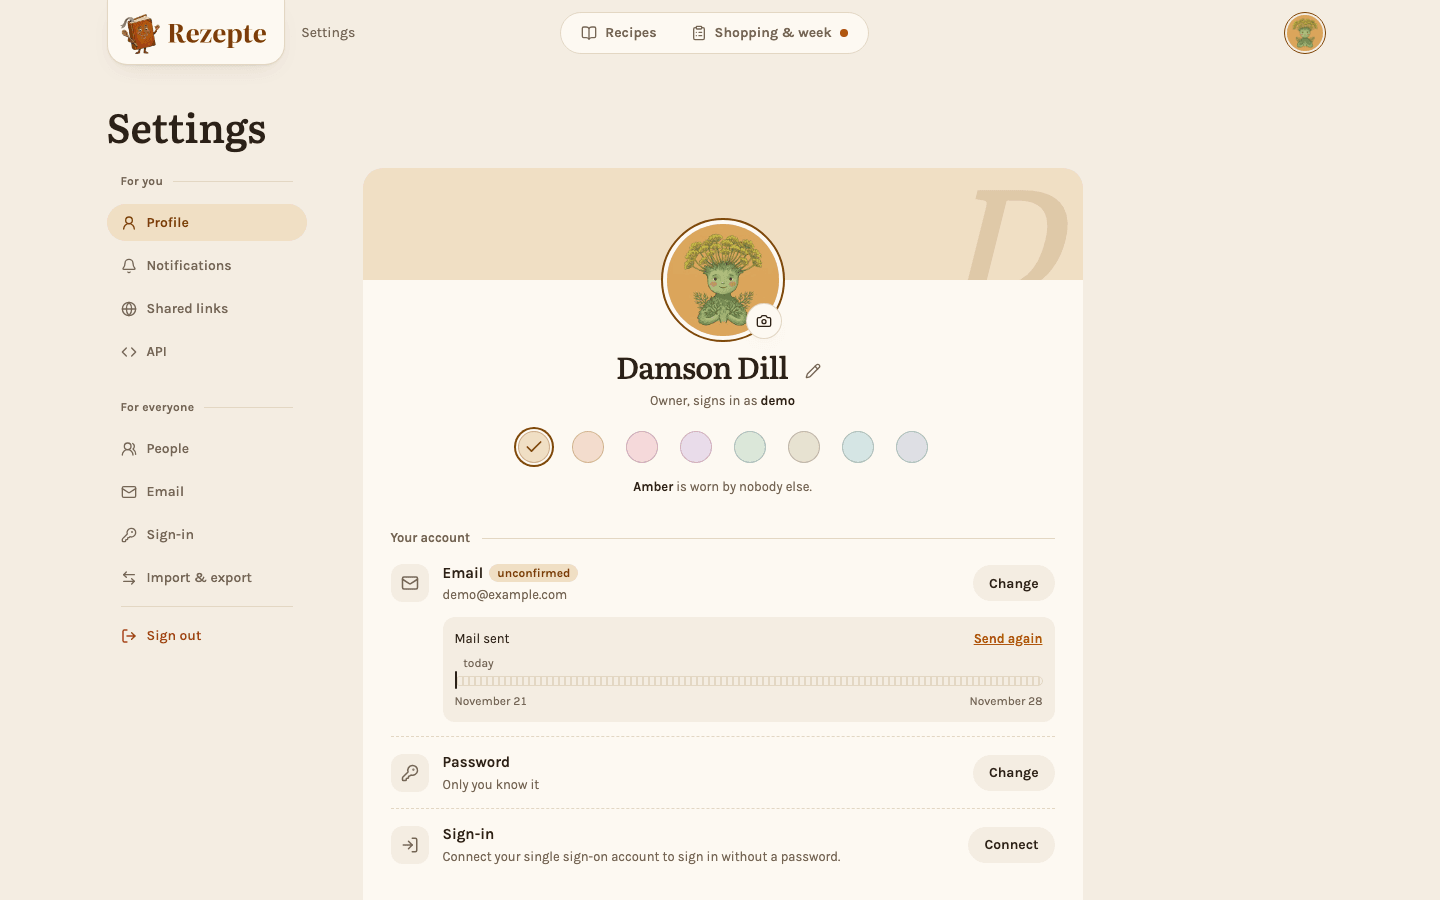 Rezepte
Settings
Recipes
Shopping & week
Settings
For you
Profile
Notifications
Shared links
API
For everyone
People
Email
Sign-in
Import & export
Sign out
D
Damson Dill
Owner, signs in as demo
Amber is worn by nobody else.
Your account
Email unconfirmed
demo@example.com
Change
Mail sent
Send again
today
November 21
November 28
Password
Only you know it
Change
Sign-in
Connect your single sign-on account to sign in without a password.
Connect